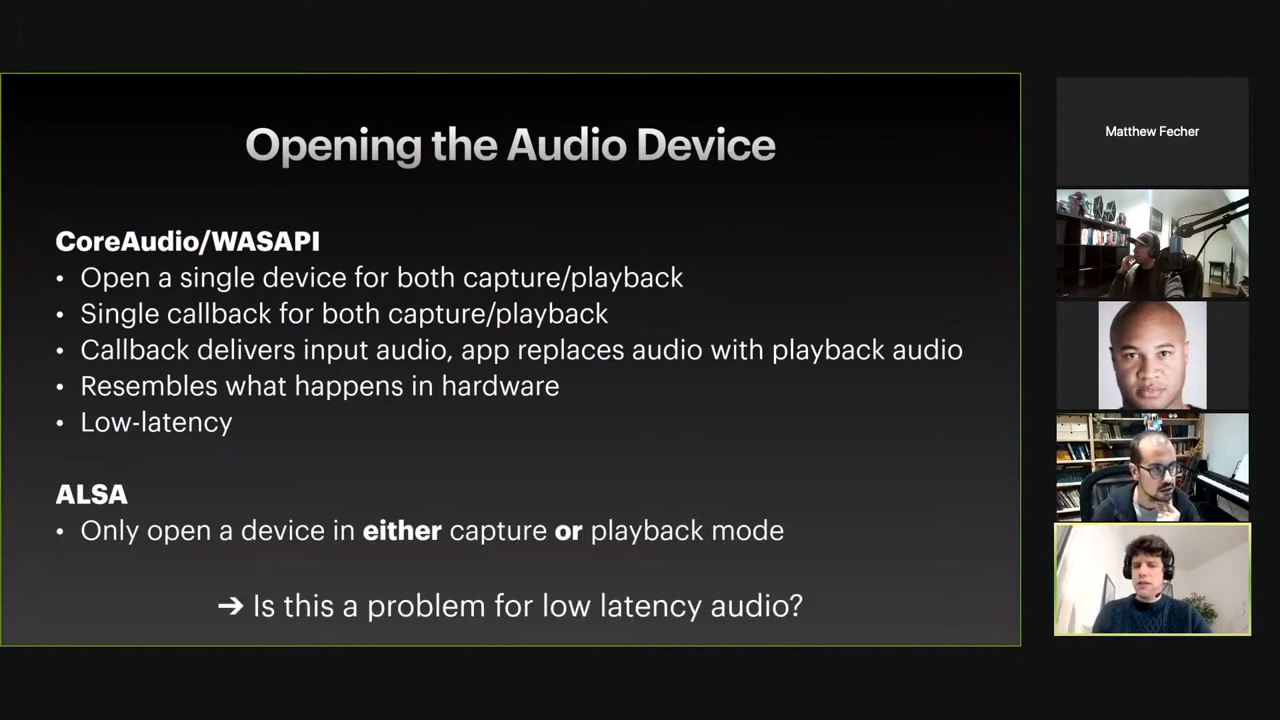 Opening the Audio Device
CoreAudio/WASAPI
• Open a single device for both capture/playback
• Single callback for both capture/playback
• Callback delivers input audio, app replaces audio with playback audio
• Resembles what happens in hardware
• Low-latency
ALSA
• Only open a device in either capture or playback mode
➔ Is this a problem for low latency audio?
Matthew Fecher